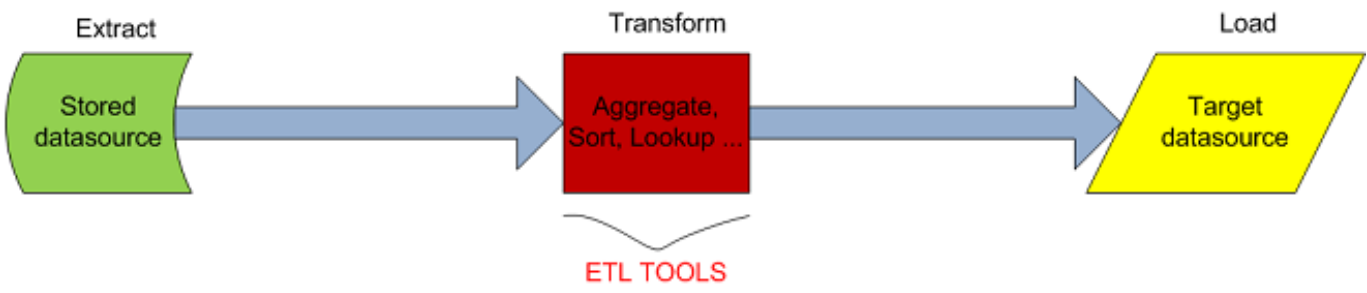 Extract
Transform
Load
Stored
datasource
Aggregate,
Sort, Lookup ...
Target
datasource
ETL TOOLS